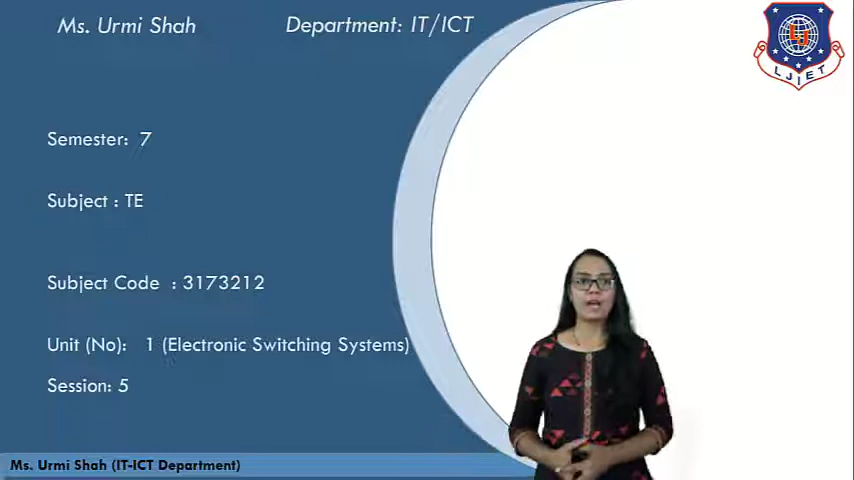 Ms. Urmi Shah Department: IT/ICT
LJ
LJIET
Semester: 7
Subject : TE
Subject Code : 3173212
Unit (No): 1 (Electronic Switching Systems)
Session: 5
Ms. Urmi Shah (IT-ICT Department)